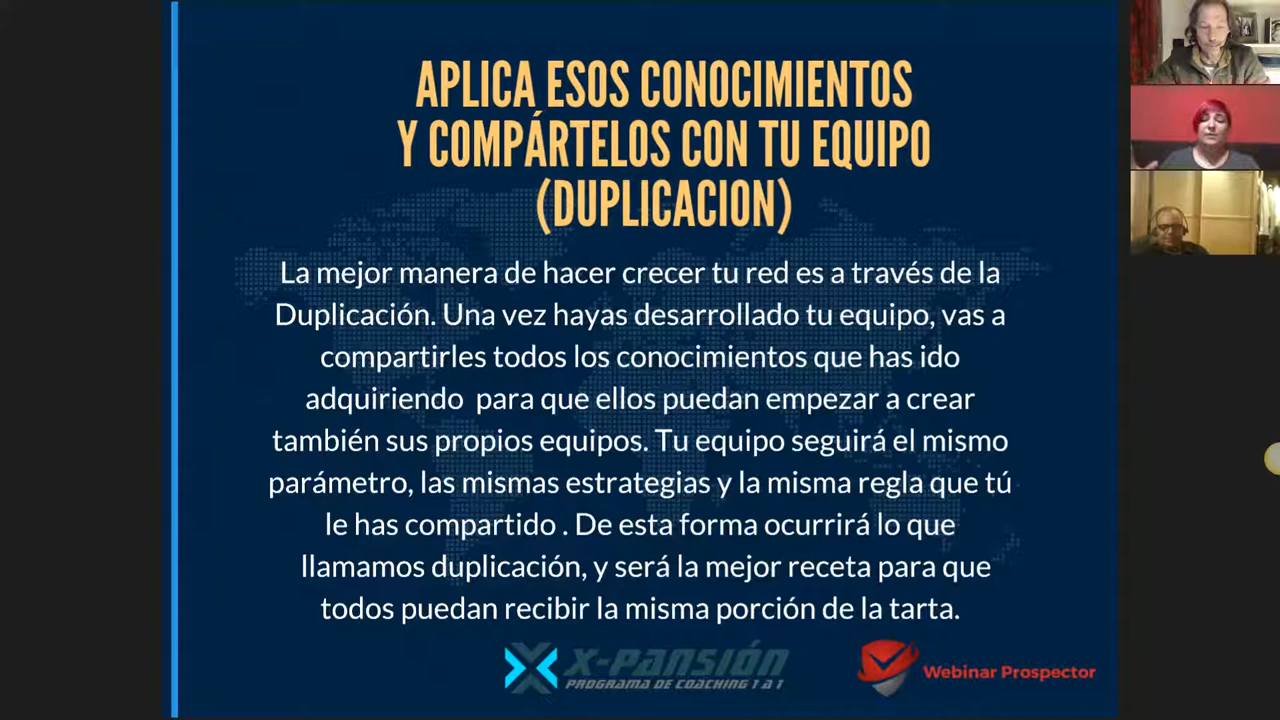 APLICA ESOS CONOCIMIENTOS
Y COMPÁRTELOS CON TU EQUIPO
(DUPLICACION)
La mejor manera de hacer crecer tu red es a través de la
Duplicación. Una vez hayas desarrollado tu equipo, vas a
compartirles todos los conocimientos que has ido
adquiriendo para que ellos puedan empezar a crear
también sus propios equipos. Tu equipo seguirá el mismo
parámetro, las mismas estrategias y la misma regla que tú
le has compartido . De esta forma ocurrirá lo que
llamamos duplicación, y será la mejor receta para que
todos puedan recibir la misma porción de la tarta.
X-PANSIÓN
PROGRAMA DE COACHING 1 A 1
Webinar Prospector